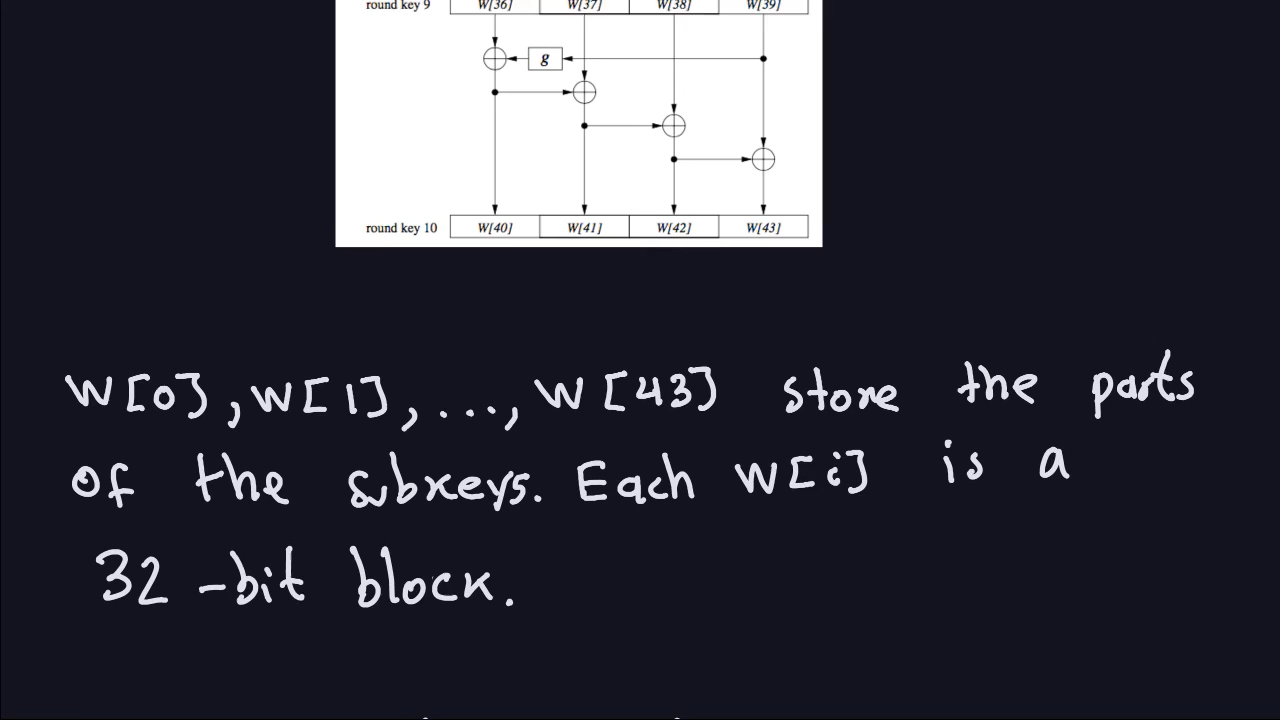 round key 9 W[36] W[37] W[38] W[39]
g
round key 10 W[40] W[41] W[42] W[43]
W[0], W[1], ..., W[43] store the parts
of the subkeys. Each W[i] is a
32-bit block.